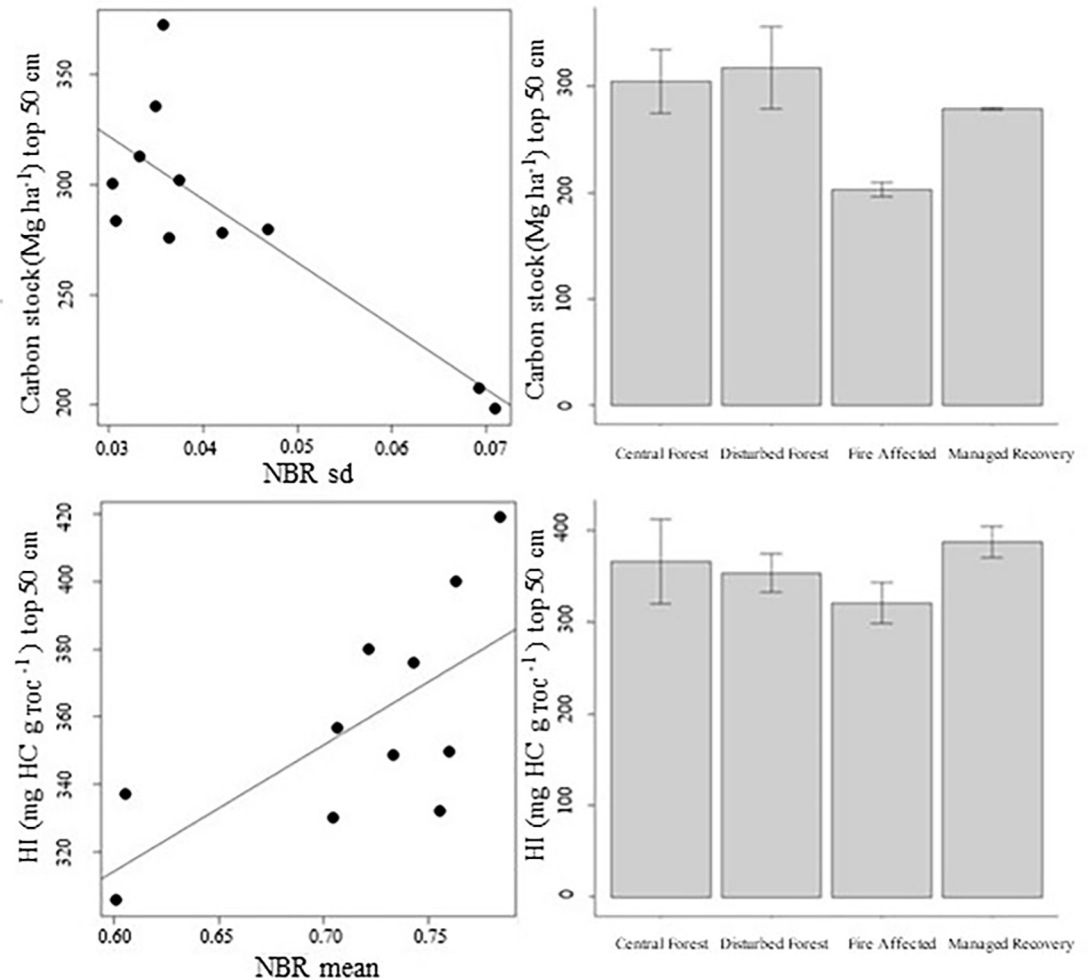 Carbon stock(Mg ha-1) top 50 cm
350
300
250
200
0.03 0.04 0.05 0.06 0.07
NBR sd
Carbon stock(Mg ha-1) top 50 cm
300
200
100
0
Central Forest Disturbed Forest Fire Affected Managed Recovery
HI (mg HC g TOC -1) top 50 cm
420
400
380
360
340
320
0.60 0.65 0.70 0.75
NBR mean
HI (mg HC g TOC -1) top 50 cm
400
300
200
100
0
Central Forest Disturbed Forest Fire Affected Managed Recovery